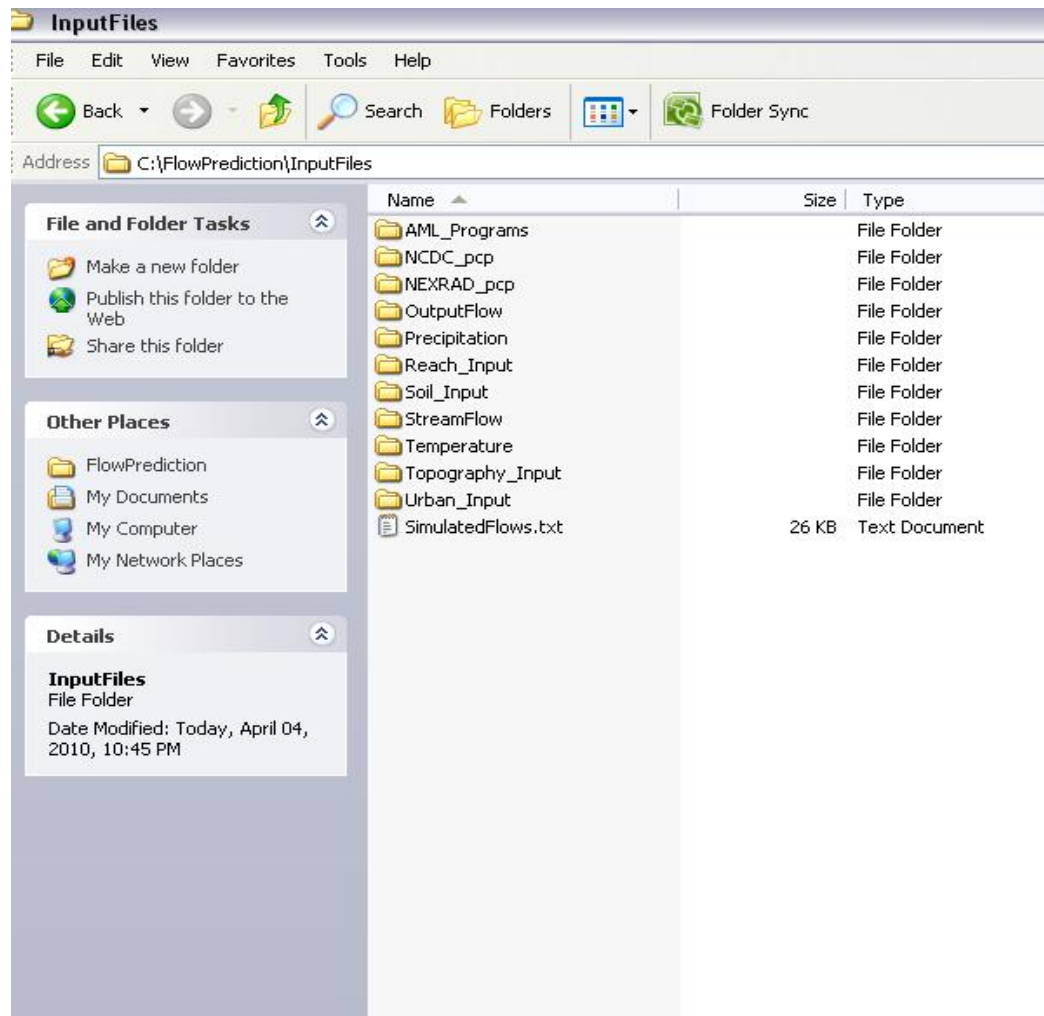 InputFiles
File Edit View Favorites Tools Help
Back Search Folders Folder Sync
Address C:\FlowPrediction\InputFiles
File and Folder Tasks
Make a new folder
Publish this folder to the
Web
Share this folder
Other Places
FlowPrediction
My Documents
My Computer
My Network Places
Details
InputFiles
File Folder
Date Modified: Today, April 04,
2010, 10:45 PM
Name Size Type
AML_Programs File Folder
NCDC_pcp File Folder
NEXRAD_pcp File Folder
OutputFlow File Folder
Precipitation File Folder
Reach_Input File Folder
Soil_Input File Folder
StreamFlow File Folder
Temperature File Folder
Topography_Input File Folder
Urban_Input File Folder
SimulatedFlows.txt 26 KB Text Document